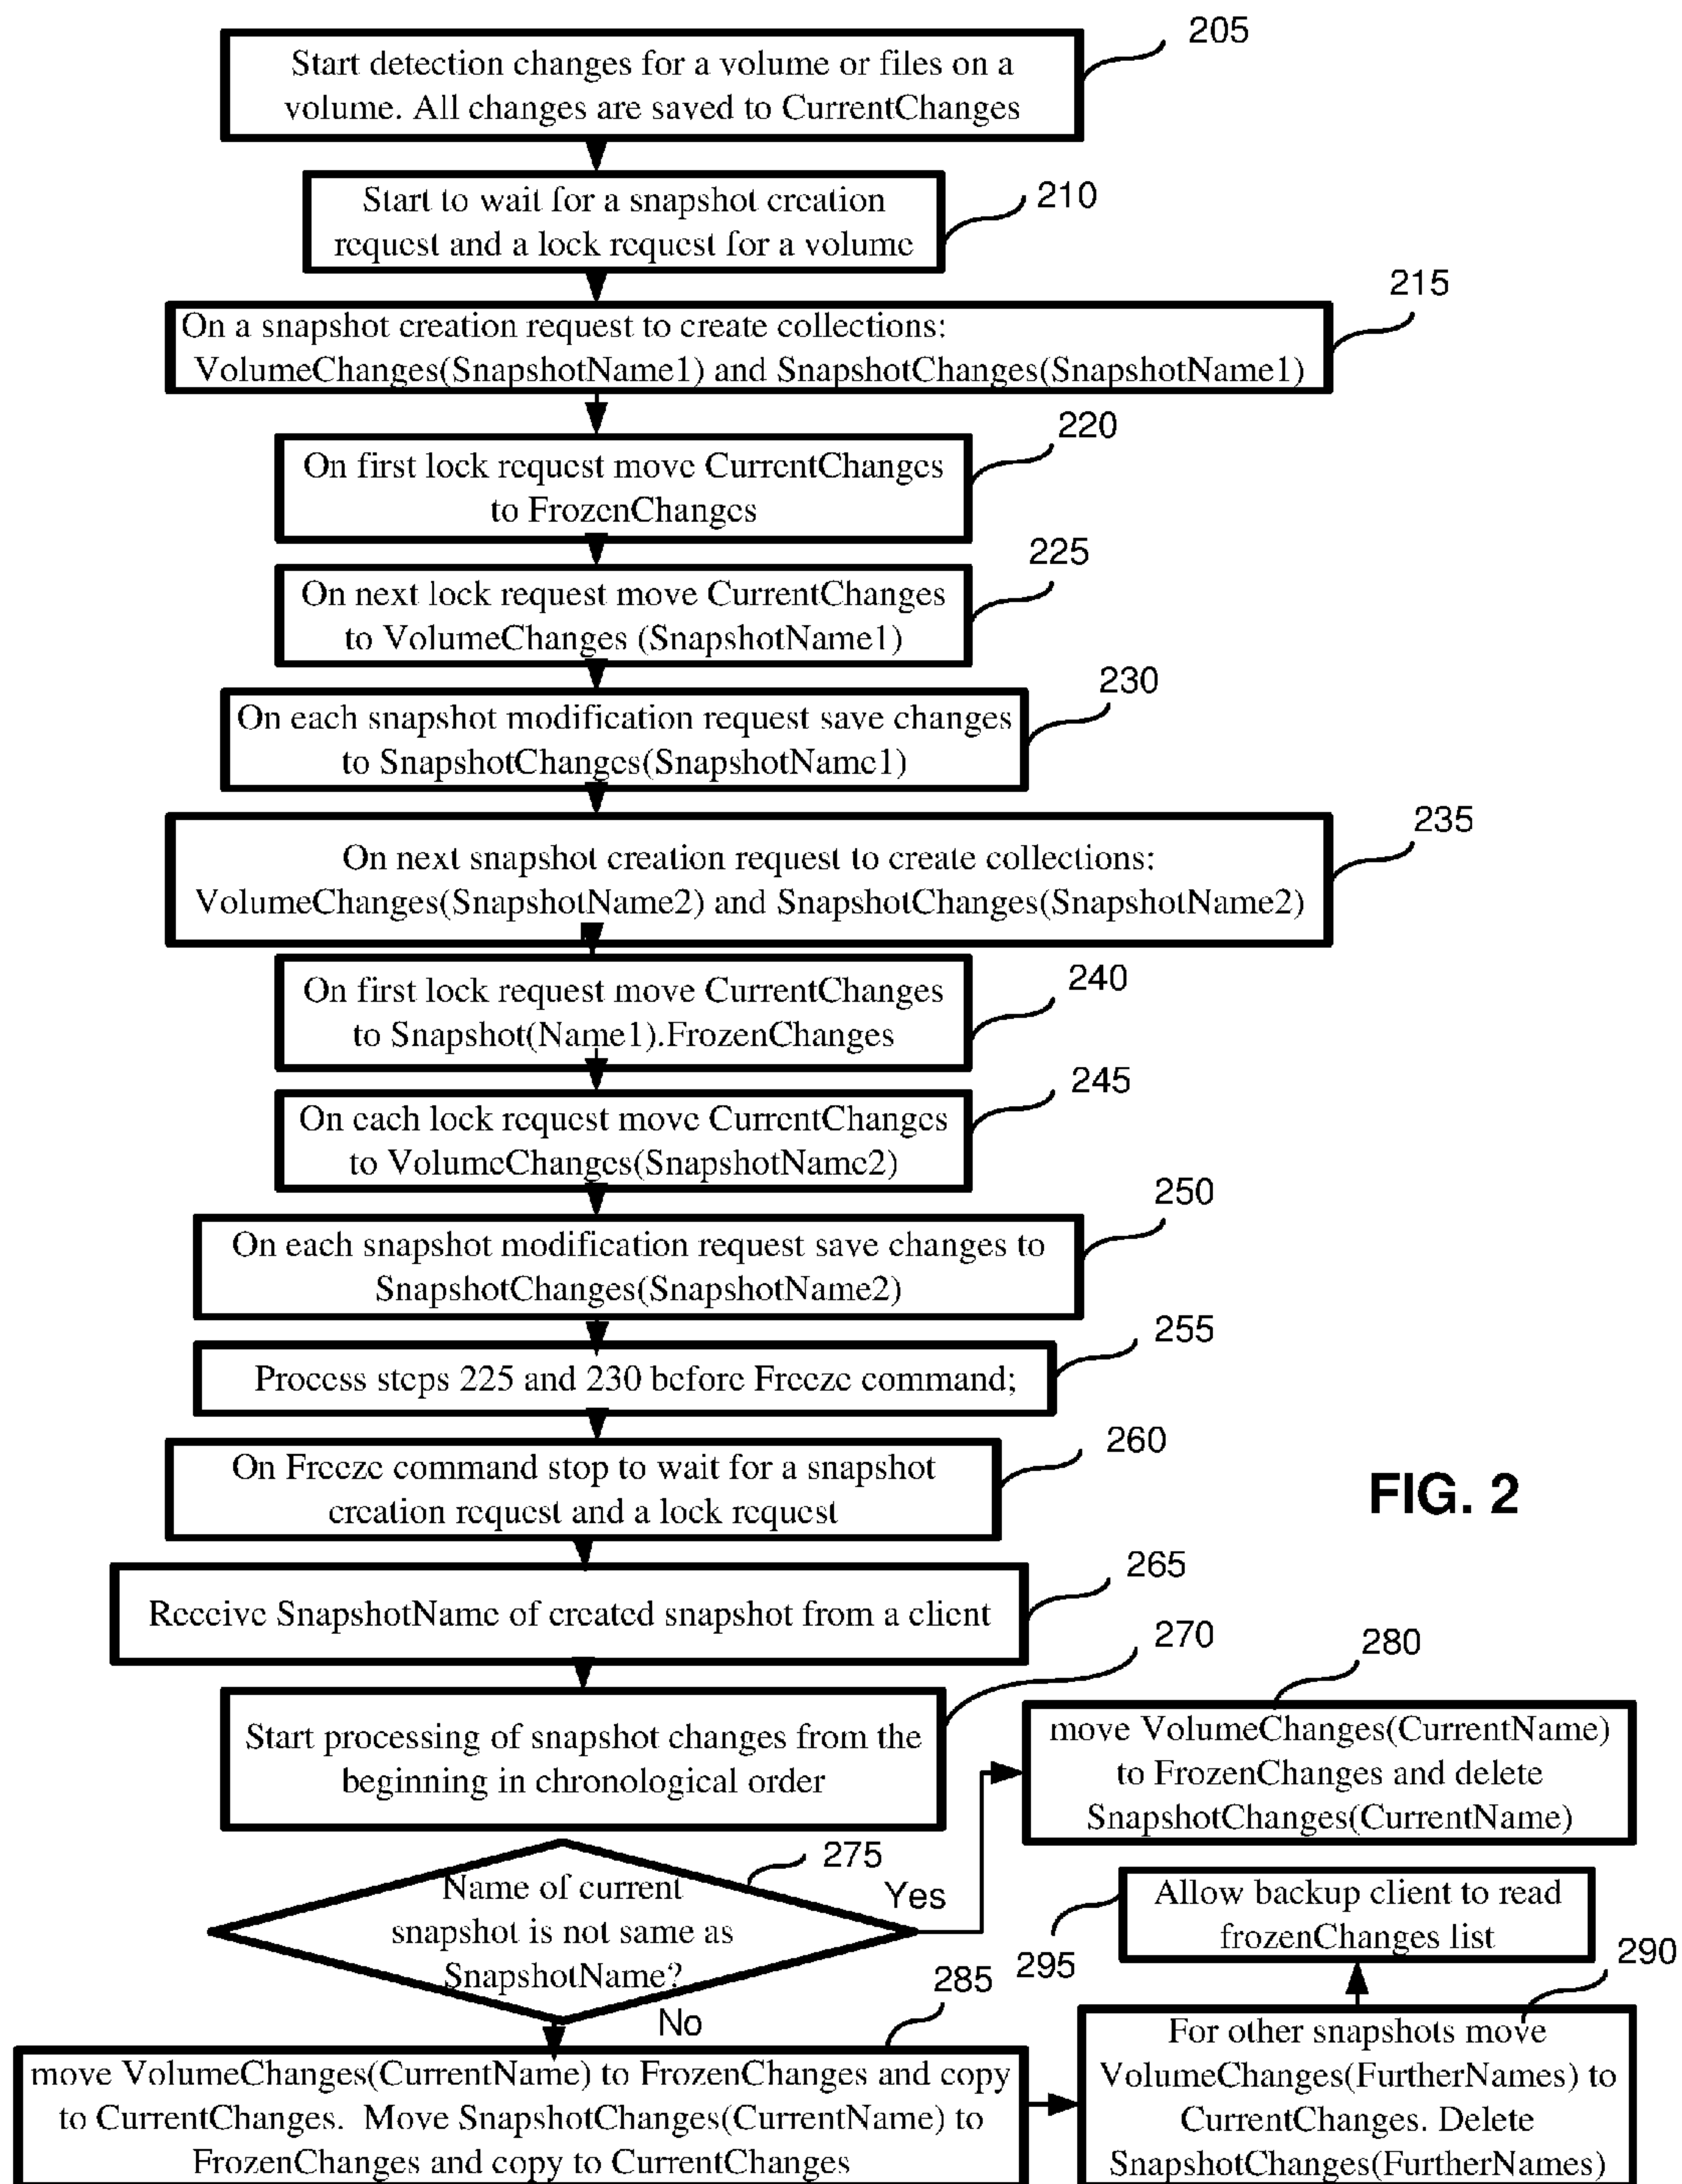 205
Start detection changes for a volume or files on a
volume. All changes are saved to CurrentChanges
210
Start to wait for a snapshot creation
request and a lock request for a volume
215
On a snapshot creation request to create collections:
VolumeChanges(SnapshotName1) and SnapshotChanges(SnapshotName1)
220
On first lock request move CurrentChanges
to FrozenChanges
225
On next lock request move CurrentChanges
to VolumeChanges (SnapshotName1)
230
On each snapshot modification request save changes
to SnapshotChanges(SnapshotName1)
235
On next snapshot creation request to create collections:
VolumeChanges(SnapshotName2) and SnapshotChanges(SnapshotName2)
240
On first lock request move CurrentChanges
to Snapshot(Name1).FrozenChanges
245
On each lock request move CurrentChanges
to VolumeChanges(SnapshotName2)
250
On each snapshot modification request save changes to
SnapshotChanges(SnapshotName2)
255
Process steps 225 and 230 before Freeze command;
260
On Freeze command stop to wait for a snapshot
creation request and a lock request
FIG. 2
265
Receive SnapshotName of created snapshot from a client
270
Start processing of snapshot changes from the
beginning in chronological order
280
move VolumeChanges(CurrentName)
to FrozenChanges and delete
SnapshotChanges(CurrentName)
275
Name of current
snapshot is not same as
SnapshotName?
Yes
No
295
Allow backup client to read
frozenChanges list
285
move VolumeChanges(CurrentName) to FrozenChanges and copy
to CurrentChanges. Move SnapshotChanges(CurrentName) to
FrozenChanges and copy to CurrentChanges
290
For other snapshots move
VolumeChanges(FurtherNames) to
CurrentChanges. Delete
SnapshotChanges(FurtherNames)